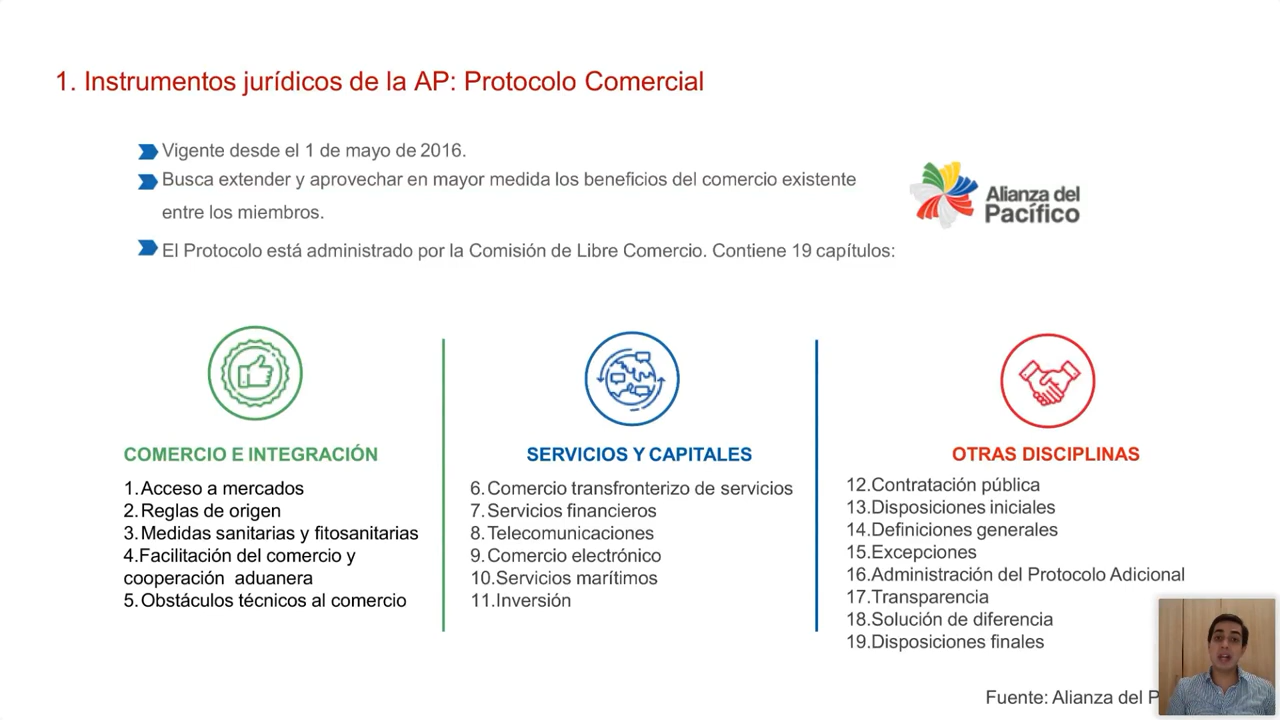 1. Instrumentos jurídicos de la AP: Protocolo Comercial
Vigente desde el 1 de mayo de 2016.
Busca extender y aprovechar en mayor medida los beneficios del comercio existente
entre los miembros.
El Protocolo está administrado por la Comisión de Libre Comercio. Contiene 19 capítulos:
Alianza del
Pacífico
COMERCIO E INTEGRACIÓN
1.Acceso a mercados
2.Reglas de origen
3.Medidas sanitarias y fitosanitarias
4.Facilitación del comercio y
cooperación aduanera
5.Obstáculos técnicos al comercio
SERVICIOS Y CAPITALES
6.Comercio transfronterizo de servicios
7.Servicios financieros
8.Telecomunicaciones
9.Comercio electrónico
10.Servicios marítimos
11.Inversión
OTRAS DISCIPLINAS
12.Contratación pública
13.Disposiciones iniciales
14.Definiciones generales
15.Excepciones
16.Administración del Protocolo Adicional
17.Transparencia
18.Solución de diferencia
19.Disposiciones finales
Fuente: Alianza del